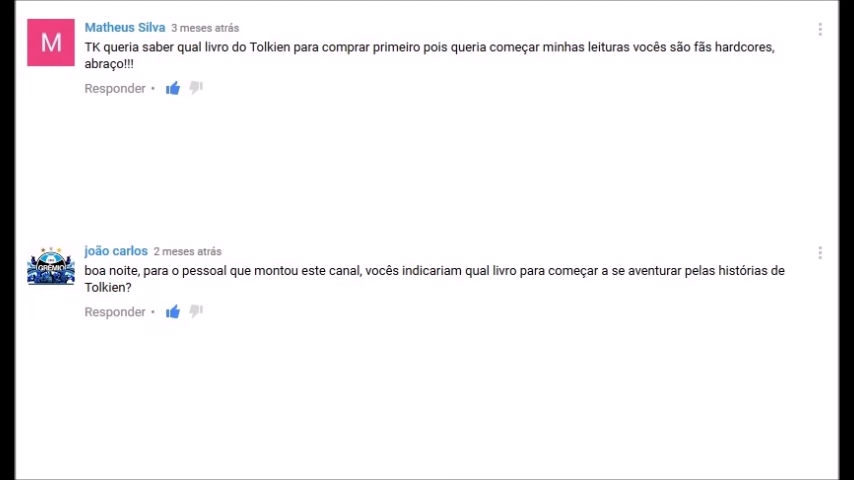 M
Matheus Silva 3 meses atrás
TK queria saber qual livro do Tolkien para comprar primeiro pois queria começar minhas leituras vocês são fãs hardcores,
abraço!!!
Responder •
joão carlos 2 meses atrás
GRÊMIO
boa noite, para o pessoal que montou este canal, vocês indicariam qual livro para começar a se aventurar pelas histórias de
Tolkien?
Responder •